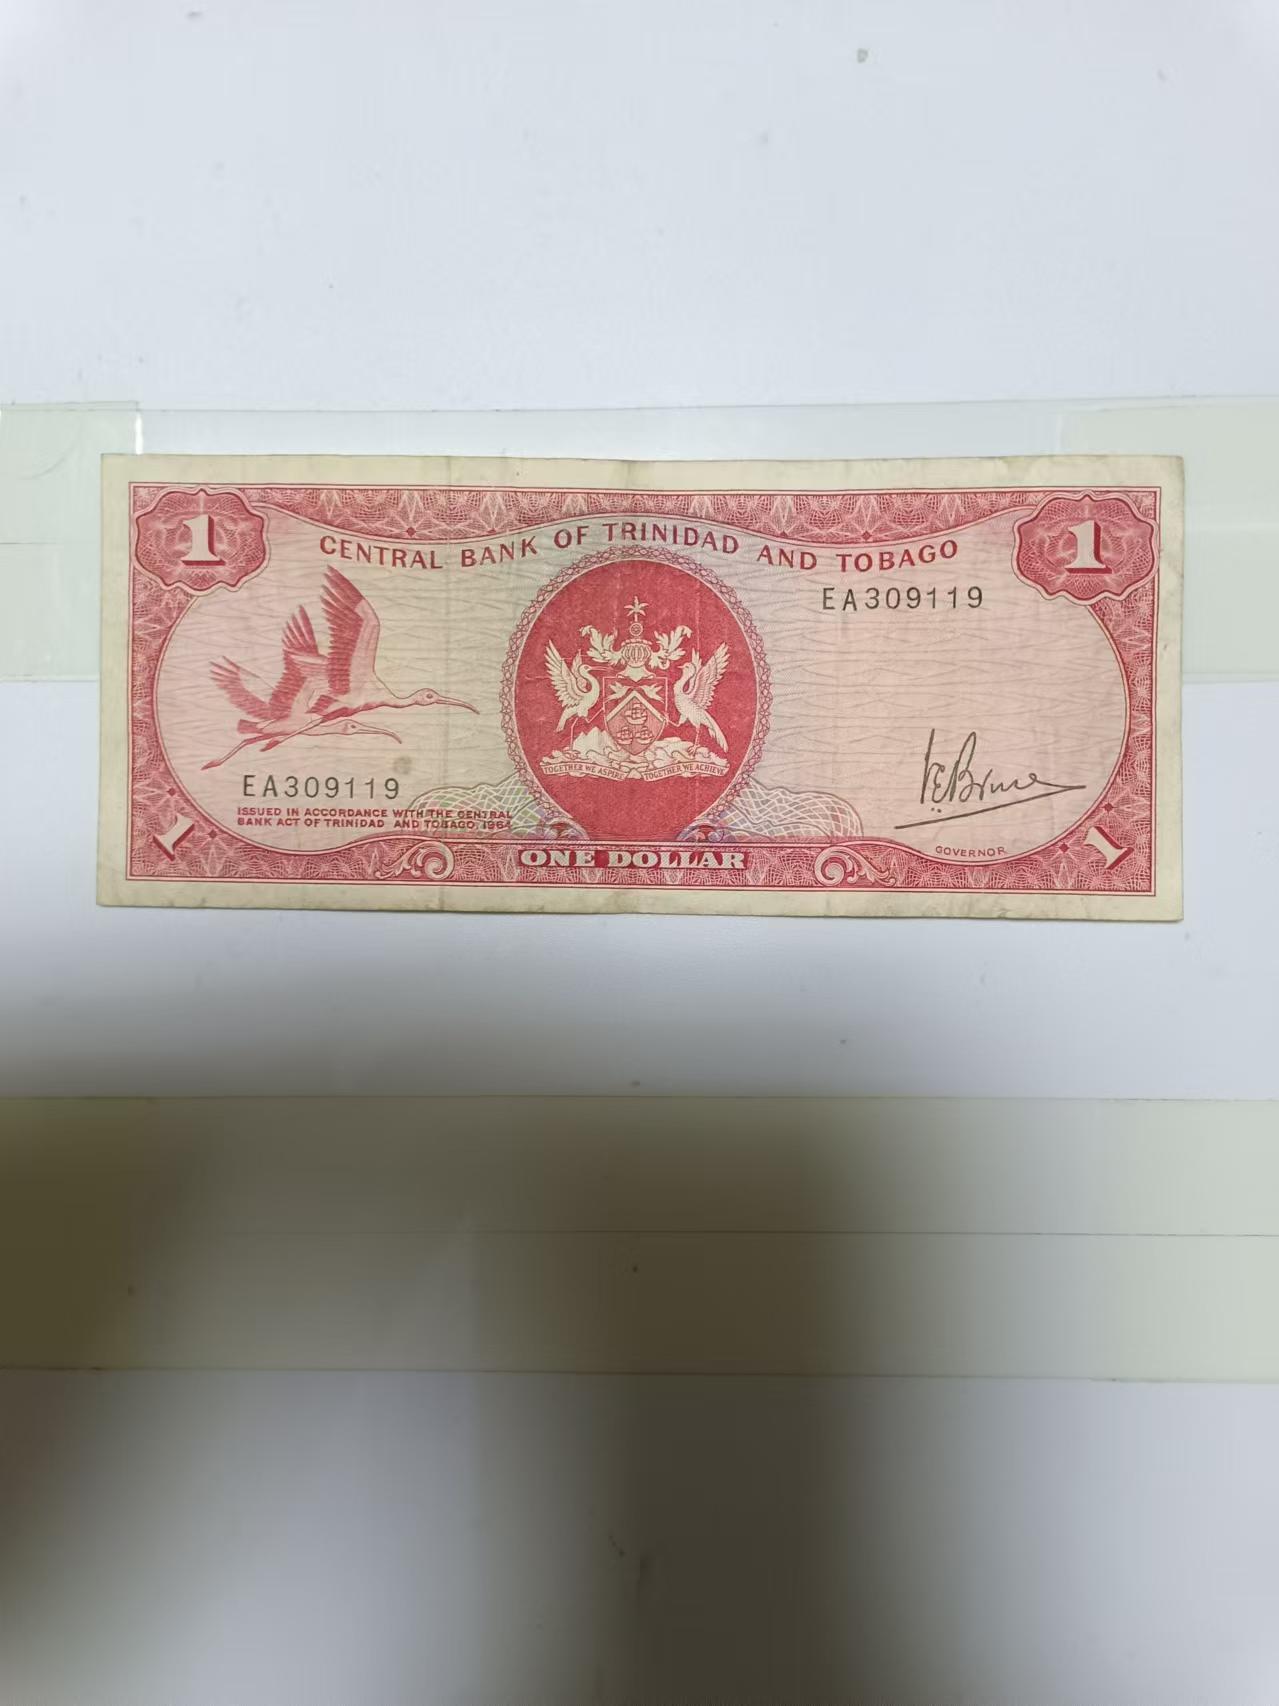 1
1
CENTRAL BANK OF TRINIDAD AND TOBAGO
EA309119
TOGETHER WE ASPIRE TOGETHER WE ACHIEVE
EA309119
ISSUED IN ACCORDANCE WITH THE CENTRAL
BANK ACT OF TRINIDAD AND TOBAGO, 1964
GOVERNOR
1
ONE DOLLAR
1